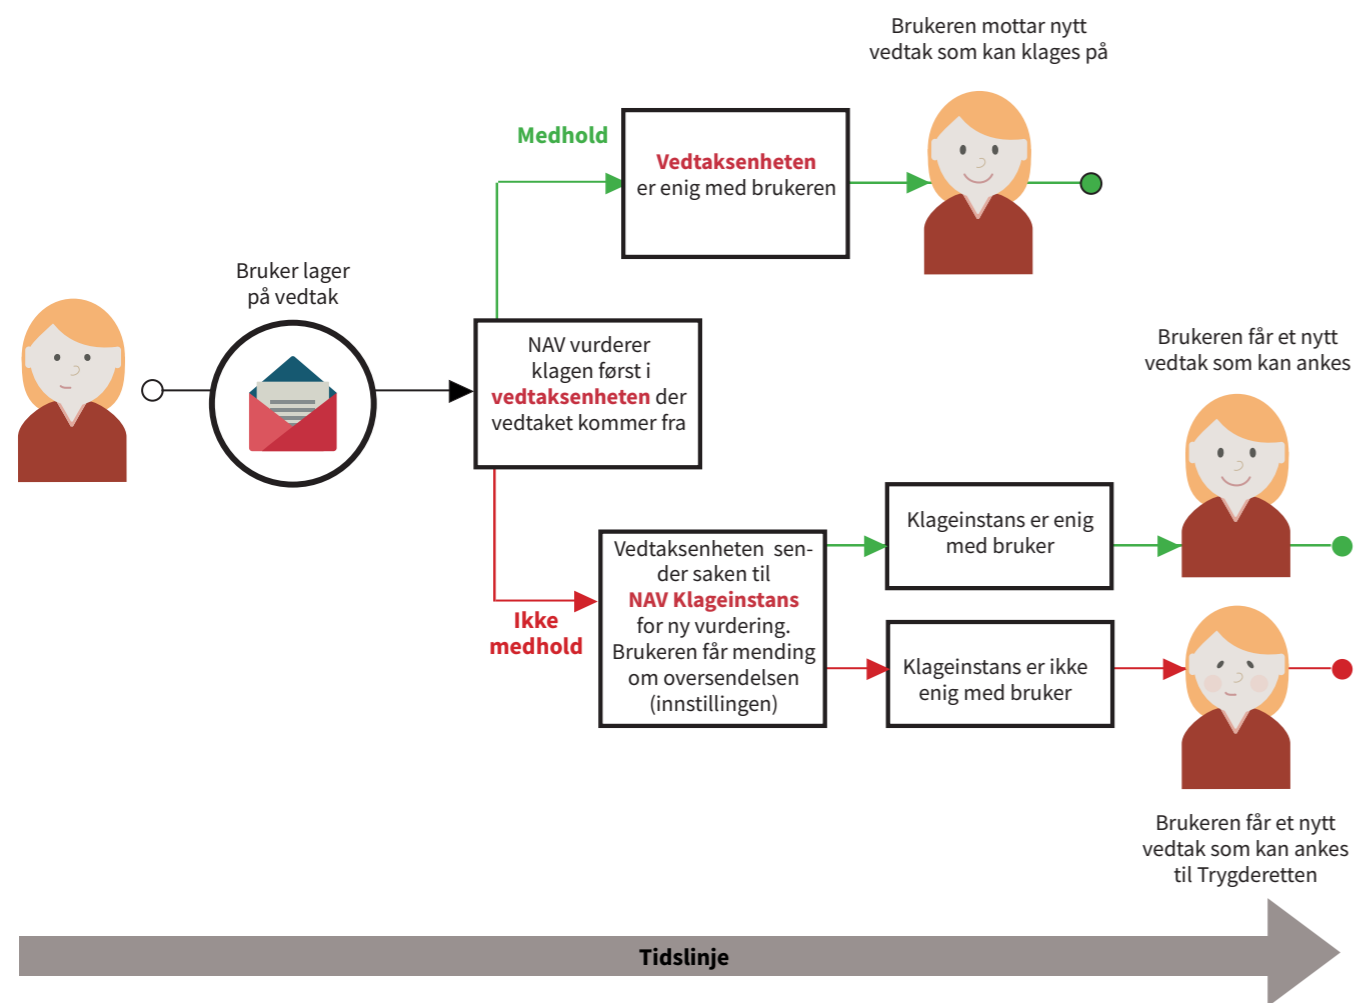 Brukeren mottar nytt
vedtak som kan klages på
Medhold
Vedtaksenheten
er enig med brukeren
Bruker lager
på vedtak
NAV vurderer
klagen først i
vedtaksenheten der
vedtaket kommer fra
Brukeren får et nytt
vedtak som kan ankes
Ikke
medhold
Vedtaksenheten sen-
der saken til
NAV Klageinstans
for ny vurdering.
Brukeren får mending
om oversendelsen
(innstillingen)
Klageinstans er enig
med bruker
Klageinstans er ikke
enig med bruker
Brukeren får et nytt
vedtak som kan ankes
til Trygderetten
Tidslinje